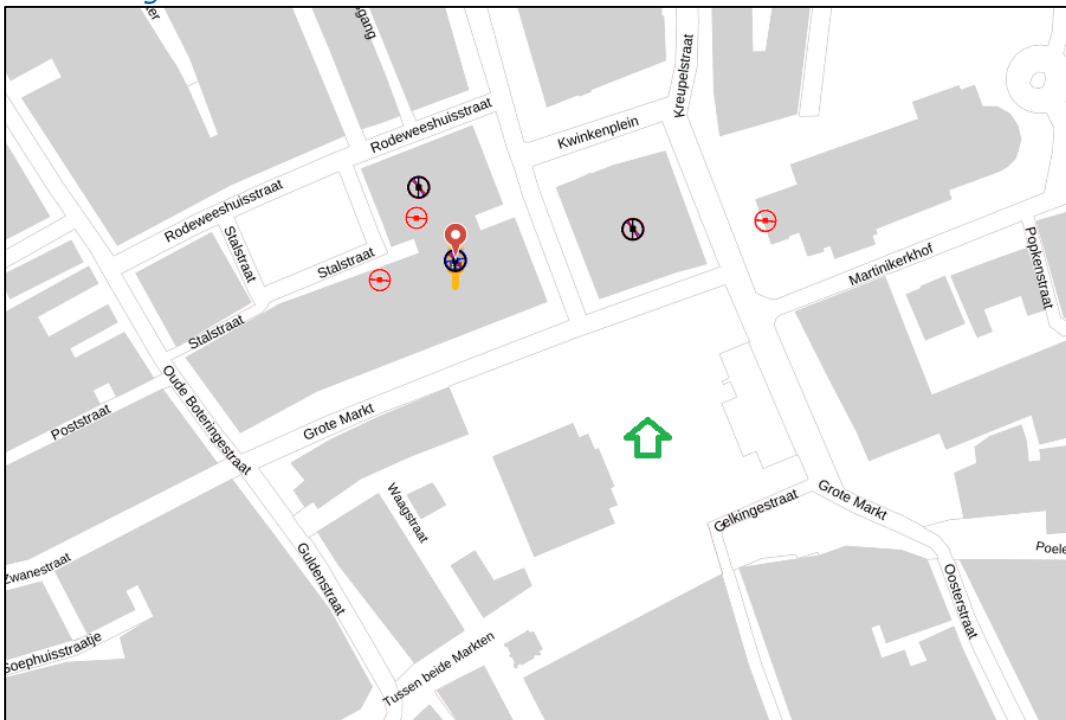 Kreupelstraat
Rodeweeshuisstraat
Kwinkenplein
Rodeweeshuisstraat
Stalstraat
Stalstraat
Martinikerkhof
Popkenstraat
Stalstraat
Oude Boteringestraat
Poststraat
Grote Markt
Waagstraat
Gelkingestraat
Grote Markt
Zwanestraat
Guldenstraat
Oosterstraat
Soephuisstraatje
Tussen beide Markten